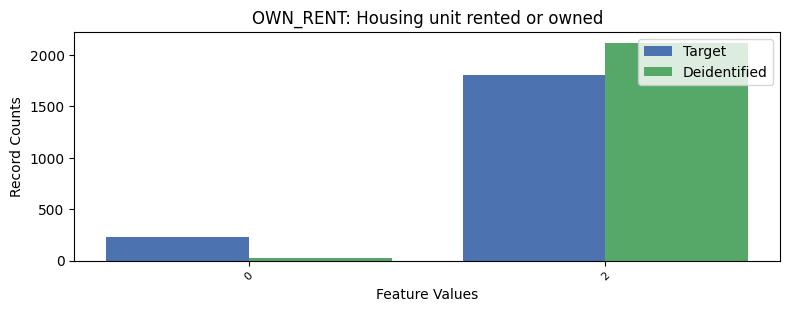 OWN_RENT: Housing unit rented or owned
Target
Deidentified
Record Counts
2000
1500
1000
500
0
0
2
Feature Values